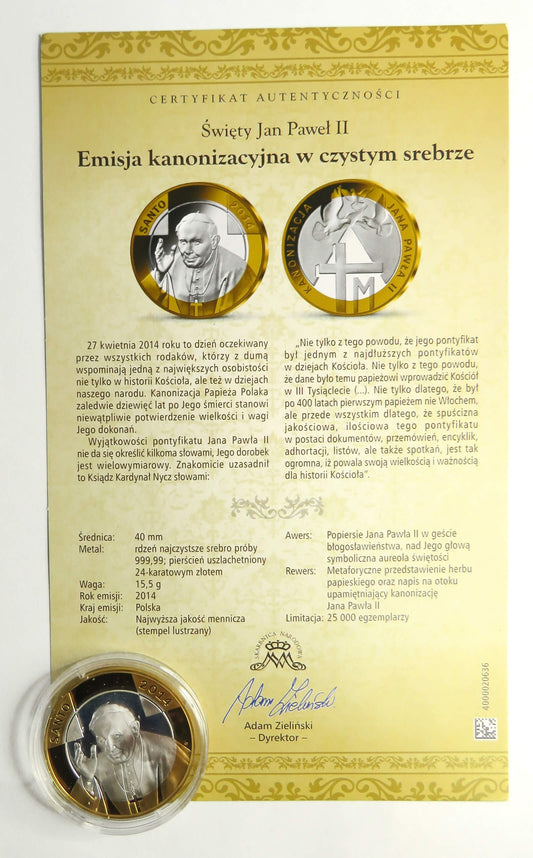 CERTYFIKAT AUTENTYCZNOŚCI
Święty Jan Paweł II
Emisja kanonizacyjna w czystym srebrze
SANTO 2014
KANONIZACJA JANA PAWŁA II
M
27 kwietnia 2014 roku to dzień oczekiwany
przez wszystkich rodaków, którzy z dumą
wspominają jedną z największych osobistości
nie tylko w historii Kościoła, ale też w dziejach
naszego narodu. Kanonizacja Papieża Polaka
zaledwie dziewięć lat po Jego śmierci stanowi
niewątpliwe potwierdzenie wielkości i wagi
Jego dokonań.
Wyjątkowości pontyfikatu Jana Pawła II
nie da się określić kilkoma słowami, Jego dorobek
jest wielowymiarowy. Znakomicie uzasadnił
to Ksiądz Kardynał Nycz słowami:
„Nie tylko z tego powodu, że jego pontyfikat
był jednym z najdłuższych pontyfikatów
w dziejach Kościoła. Nie tylko z tego powodu,
że dane było temu papieżowi wprowadzić Kościół
w III Tysiąclecie (...). Nie tylko dlatego, że był
po 400 latach pierwszym papieżem nie Włochem,
ale przede wszystkim dlatego, że spuścizna
jakościowa, ilościowa tego pontyfikatu
w postaci dokumentów, przemówień, encyklik,
adhortacji, listów, ale także spotkań, jest tak
ogromna, iż powala swoją wielkością i ważnością
dla historii Kościoła".
Średnica: 40 mm
Metal: rdzeń najczystsze srebro próby
999,99; pierścień uszlachetniony
24-karatowym złotem
Waga: 15,5 g
Rok emisji: 2014
Kraj emisji: Polska
Jakość: Najwyższa jakość mennicza
(stempel lustrzany)
Awers: Popiersie Jana Pawła II w geście
błogosławieństwa, nad Jego głową
symboliczna aureola świętości
Rewers: Metaforyczne przedstawienie herbu
papieskiego oraz napis na otoku
upamiętniający kanonizację
Jana Pawła II
Limitacja: 25 000 egzemplarzy
SKARBNICA NARODOWA
Adam Zieliński
Adam Zieliński
– Dyrektor –
4000020636
SANTO 2014